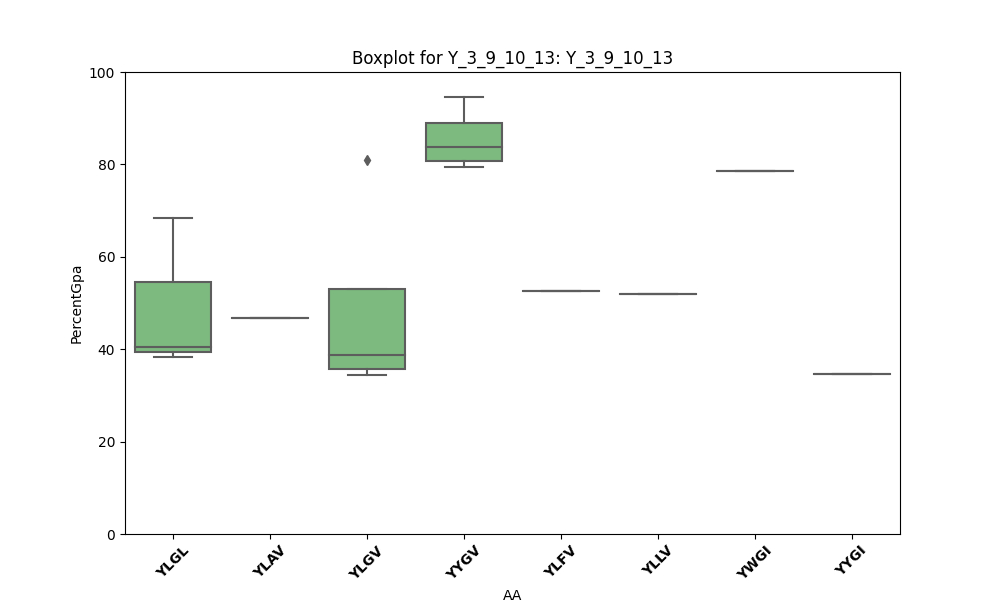 Boxplot for Y_3_9_10_13: Y_3_9_10_13
100
80
60
40
20
0
PercentGpa
YLGL
YLAV
YLGV
YYGV
YLFV
YLLV
YWGI
YYGI
AA